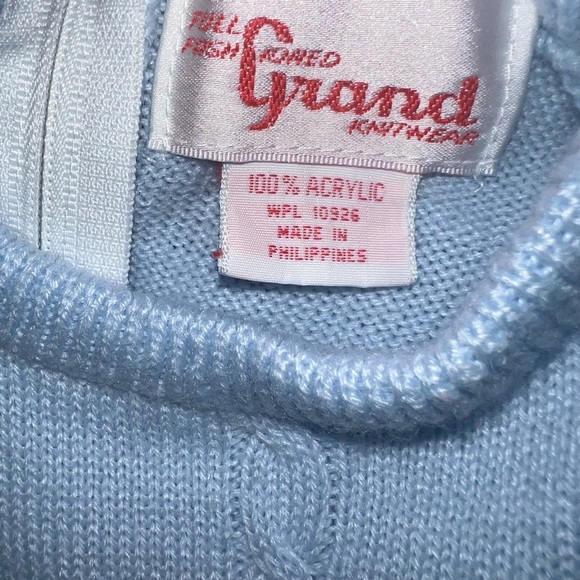 FULL
FASHIONED
Grand
KNITWEAR
100% ACRYLIC
WPL 10926
MADE IN
PHILIPPINES